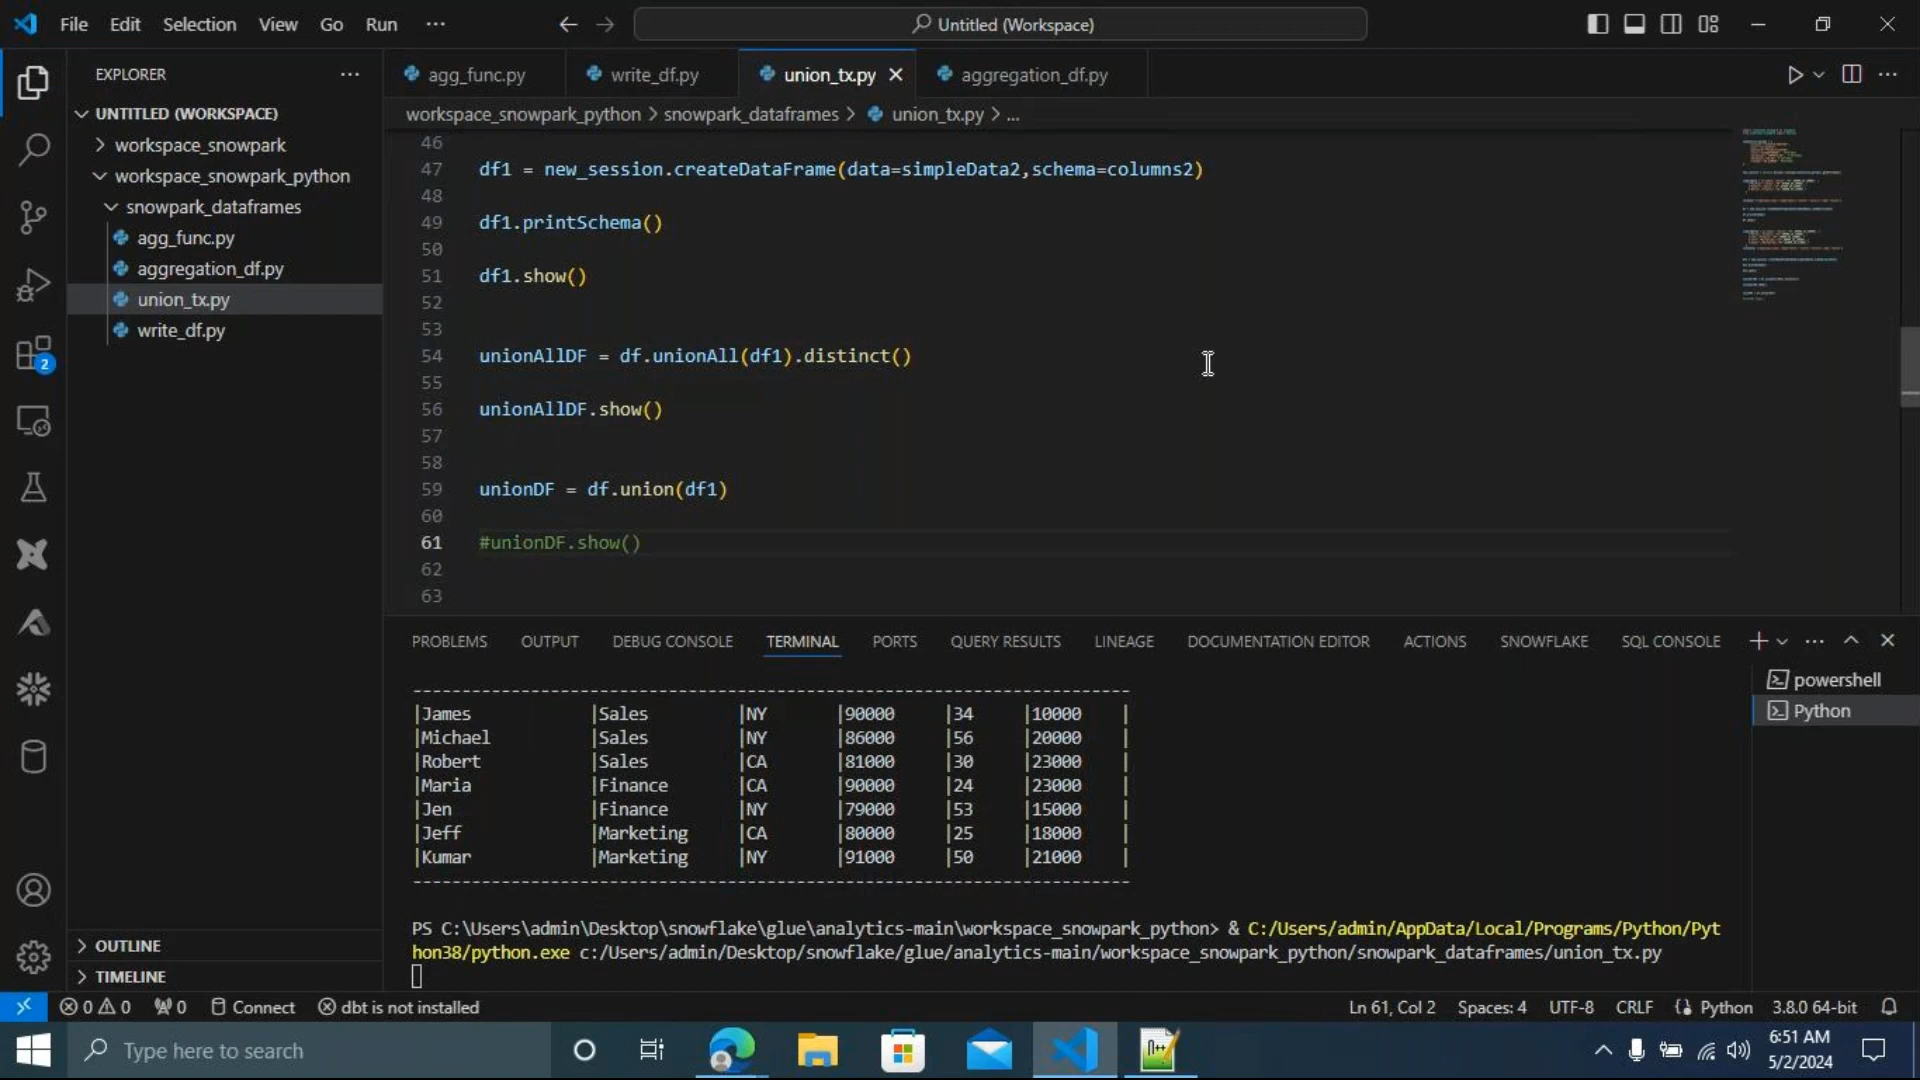 File Edit Selection View Go Run ···
Untitled (Workspace)
EXPLORER
UNTITLED (WORKSPACE)
workspace_snowpark
workspace_snowpark_python
snowpark_dataframes
agg_func.py
aggregation_df.py
union_tx.py
write_df.py
OUTLINE
TIMELINE
2
agg_func.py write_df.py union_tx.py aggregation_df.py
workspace_snowpark_python > snowpark_dataframes > union_tx.py > ...
46
47 df1 = new_session.createDataFrame(data=simpleData2,schema=columns2)
48
49 df1.printSchema()
50
51 df1.show()
52
53
54 unionAllDF = df.unionAll(df1).distinct()
55
56 unionAllDF.show()
57
58
59 unionDF = df.union(df1)
60
61 #unionDF.show()
62
63
PROBLEMS OUTPUT DEBUG CONSOLE TERMINAL PORTS QUERY RESULTS LINEAGE DOCUMENTATION EDITOR ACTIONS SNOWFLAKE SQL CONSOLE
powershell
Python
-------------------------------------------------------------------------
|James |Sales |NY |90000 |34 |10000 |
|Michael |Sales |NY |86000 |56 |20000 |
|Robert |Sales |CA |81000 |30 |23000 |
|Maria |Finance |CA |90000 |24 |23000 |
|Jen |Finance |NY |79000 |53 |15000 |
|Jeff |Marketing |CA |80000 |25 |18000 |
|Kumar |Marketing |NY |91000 |50 |21000 |
-------------------------------------------------------------------------
PS C:\Users\admin\Desktop\snowflake\glue\analytics-main\workspace_snowpark_python> & C:/Users/admin/AppData/Local/Programs/Python/Pyt
hon38/python.exe c:/Users/admin/Desktop/snowflake/glue/analytics-main/workspace_snowpark_python/snowpark_dataframes/union_tx.py
0 0 0 Connect dbt is not installed Ln 61, Col 2 Spaces: 4 UTF-8 CRLF Python 3.8.0 64-bit
Type here to search
6:51 AM
5/2/2024